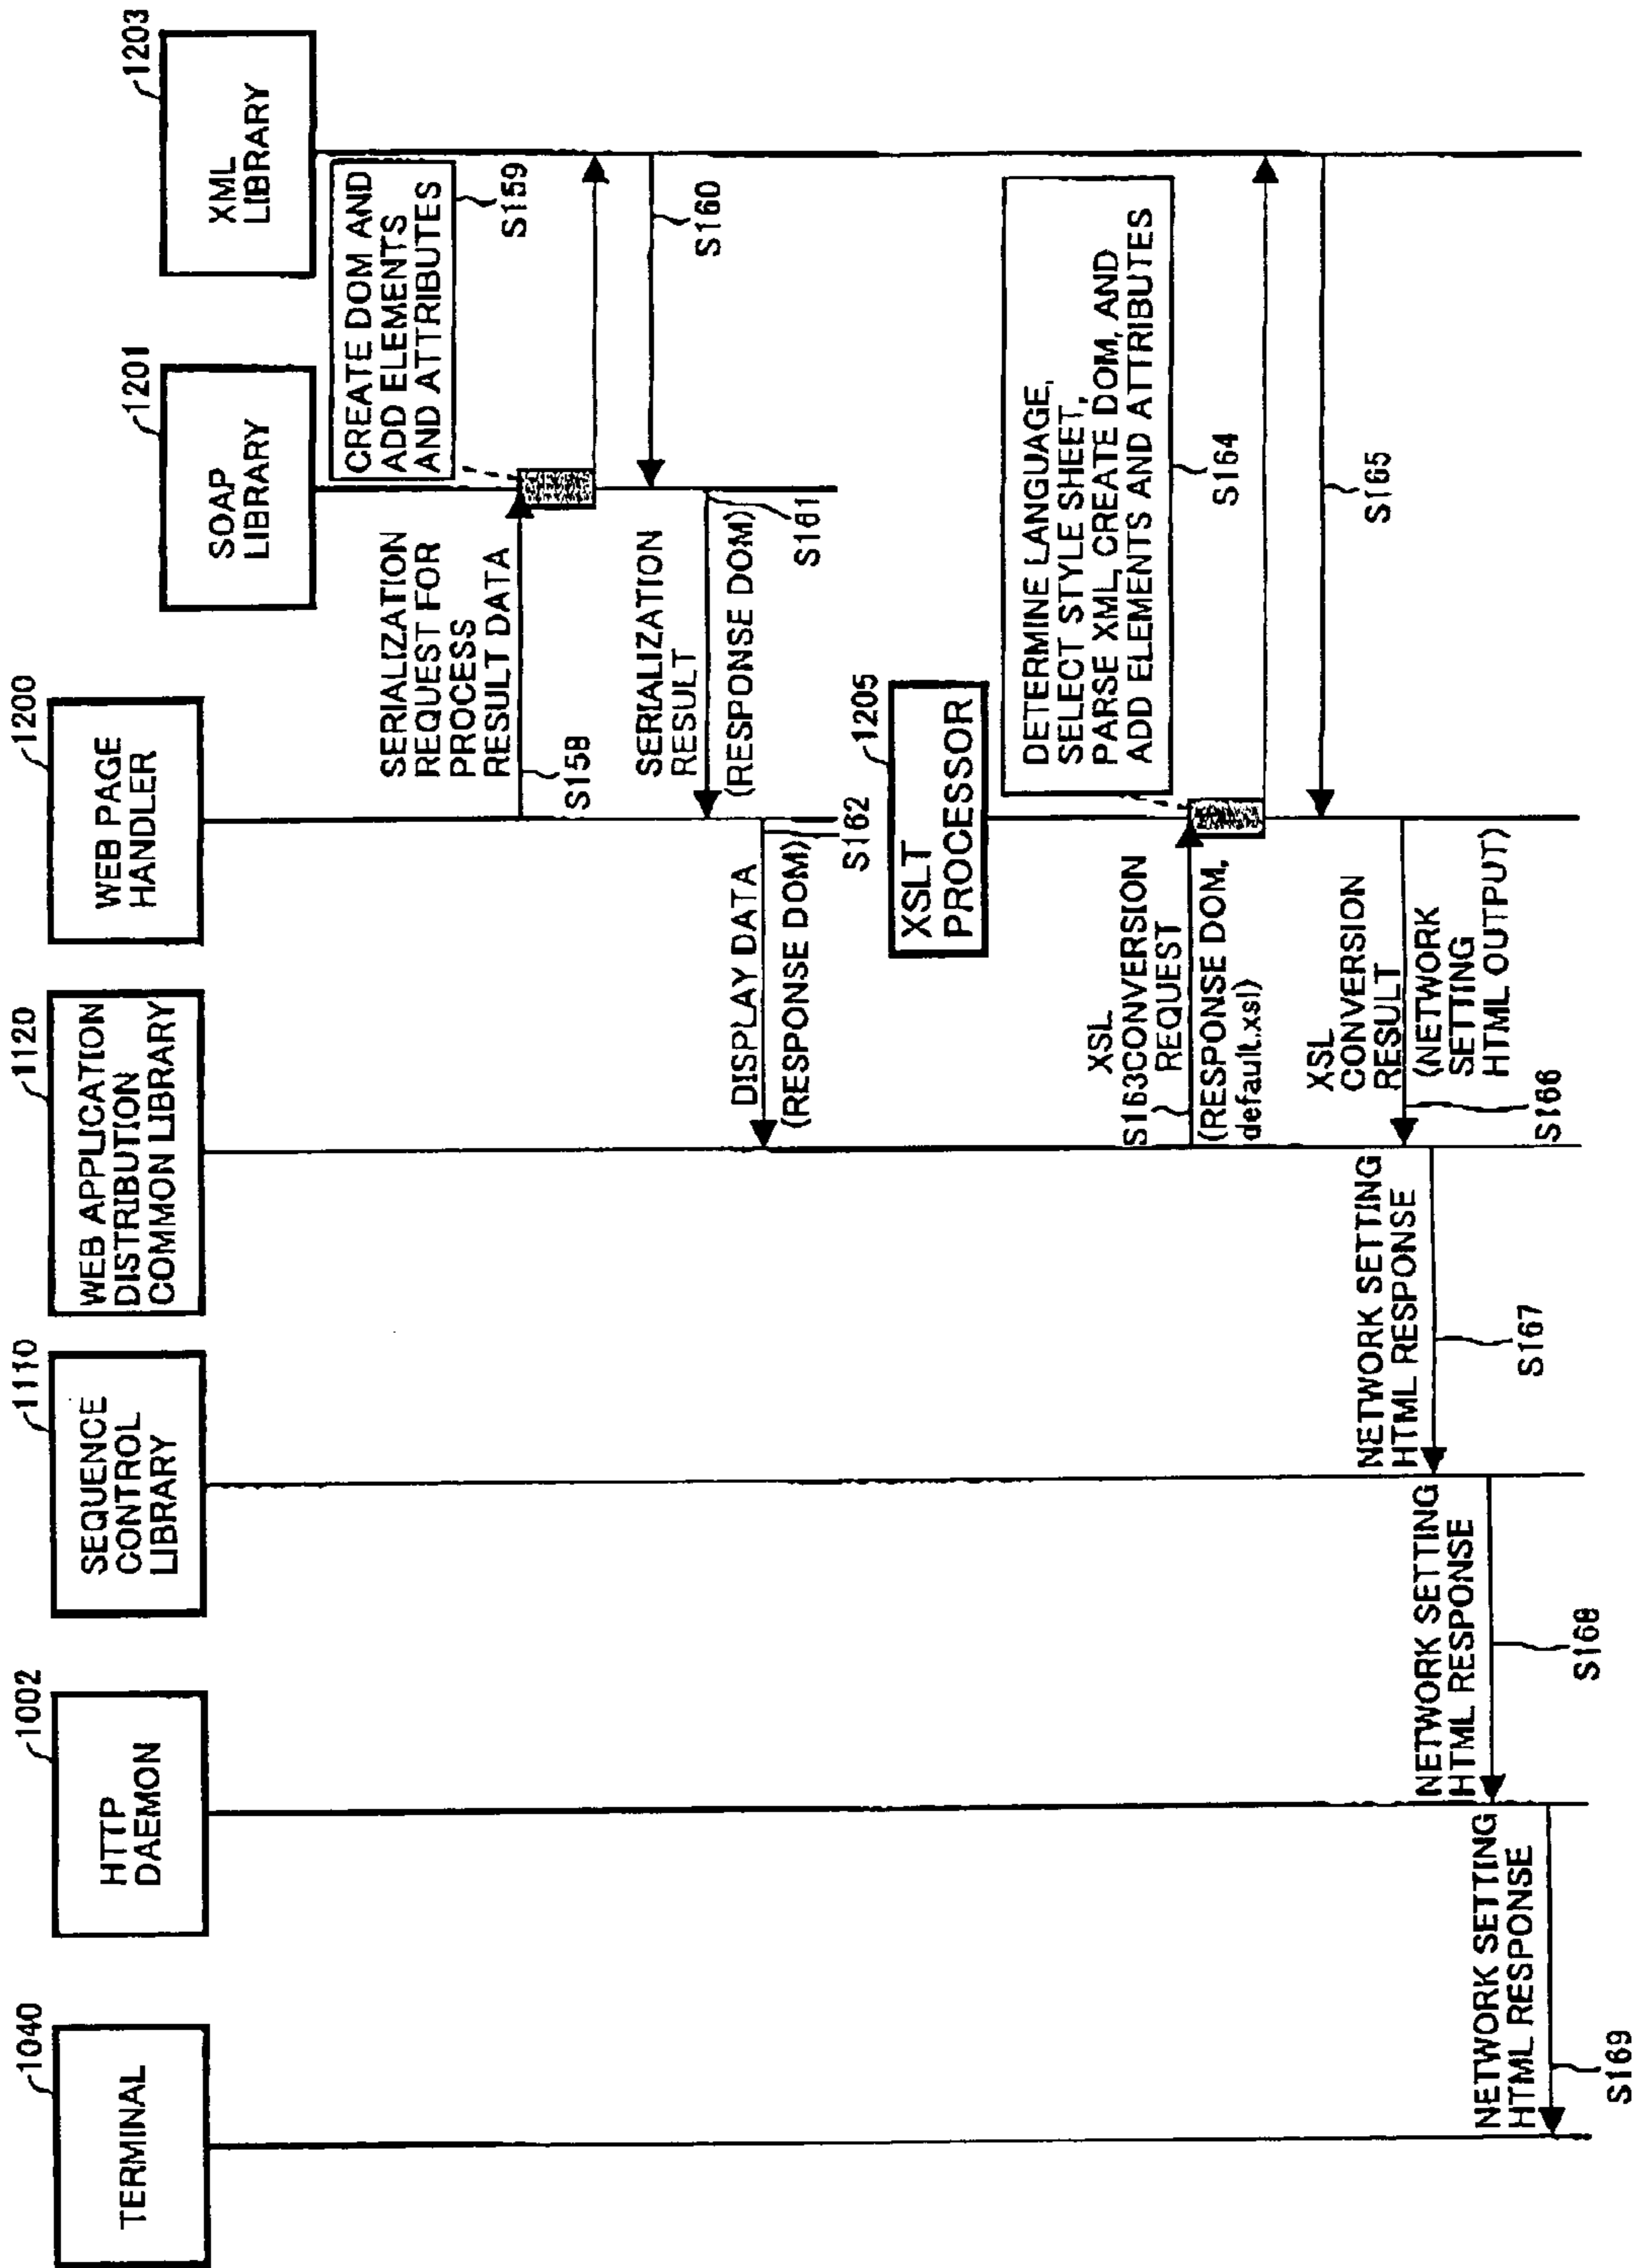 1040
TERMINAL
1002
HTTP
DAEMON
1110
SEQUENCE
CONTROL
LIBRARY
1120
WEB APPLICATION
DISTRIBUTION
COMMON LIBRARY
1200
WEB PAGE
HANDLER
1201
SOAP
LIBRARY
1203
XML
LIBRARY
SERIALIZATION
REQUEST FOR
PROCESS
RESULT DATA
S158
CREATE DOM AND
ADD ELEMENTS
AND ATTRIBUTES
S159
S160
SERIALIZATION
RESULT
(RESPONSE DOM)
S161
DISPLAY DATA
(RESPONSE DOM)
S162
1205
XSLT
PROCESSOR
XSL
S163CONVERSION
REQUEST
(RESPONSE DOM,
default.xsl)
DETERMINE LANGUAGE,
SELECT STYLE SHEET,
PARSE XML, CREATE DOM, AND
ADD ELEMENTS AND ATTRIBUTES
S164
S165
XSL
CONVERSION
RESULT
(NETWORK
SETTING
HTML OUTPUT)
S166
NETWORK SETTING
HTML RESPONSE
S167
NETWORK SETTING
HTML RESPONSE
S168
NETWORK SETTING
HTML RESPONSE
S169